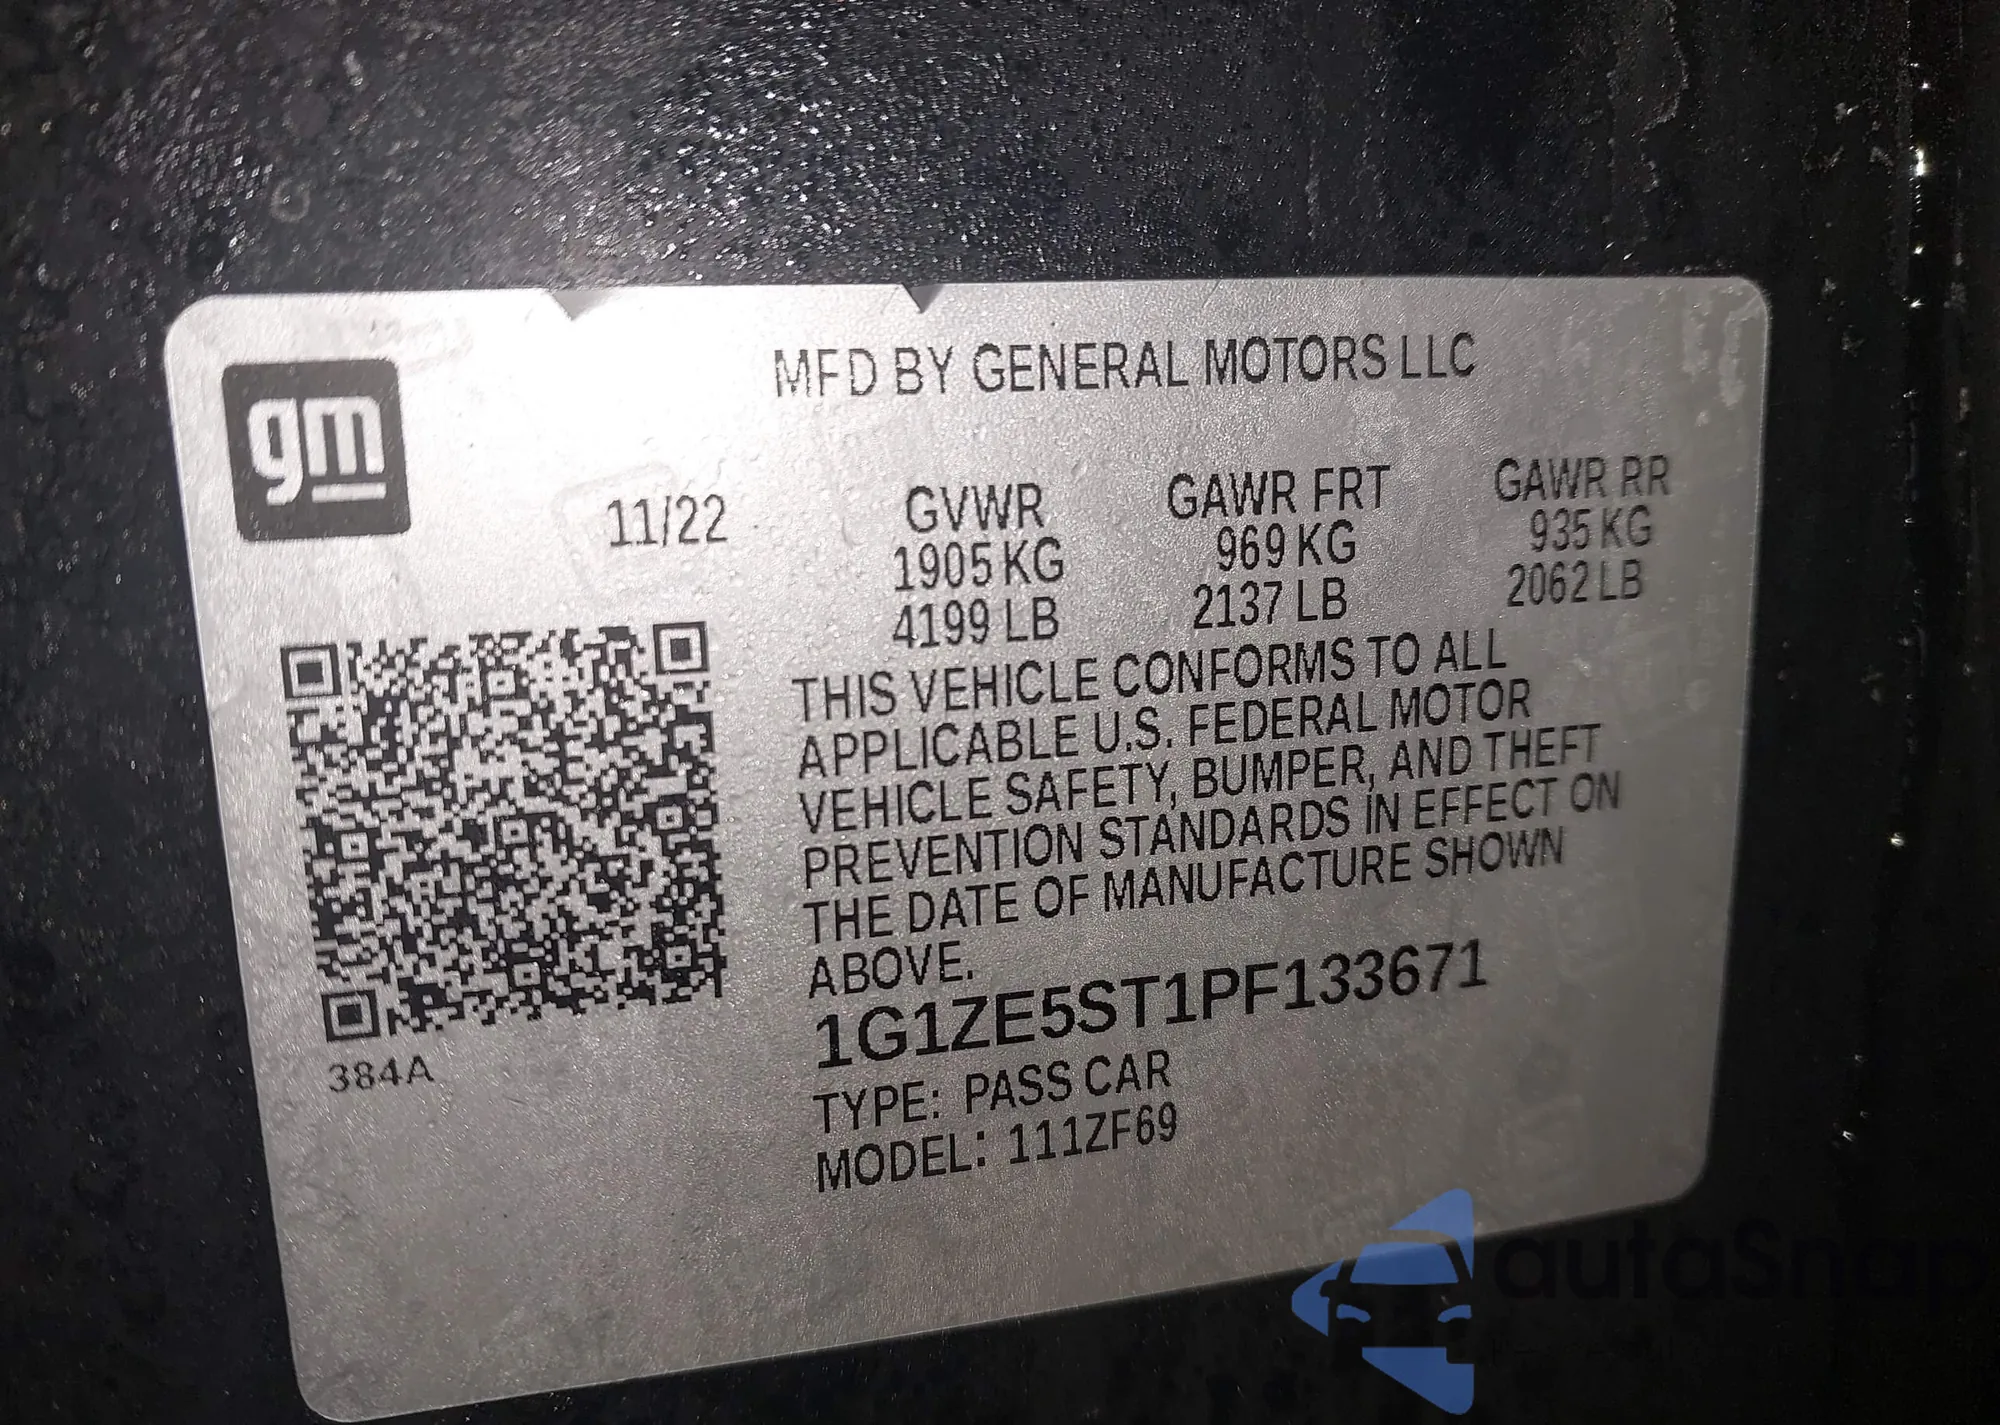 gm
MFD BY GENERAL MOTORS LLC
11/22
GVWR
1905 KG
4199 LB
GAWR FRT
969 KG
2137 LB
GAWR RR
935 KG
2062 LB
THIS VEHICLE CONFORMS TO ALL
APPLICABLE U.S. FEDERAL MOTOR
VEHICLE SAFETY, BUMPER, AND THEFT
PREVENTION STANDARDS IN EFFECT ON
THE DATE OF MANUFACTURE SHOWN
ABOVE.
1G1ZE5ST1PF133671
TYPE: PASS CAR
MODEL: 111ZF69
384A
autaSnap